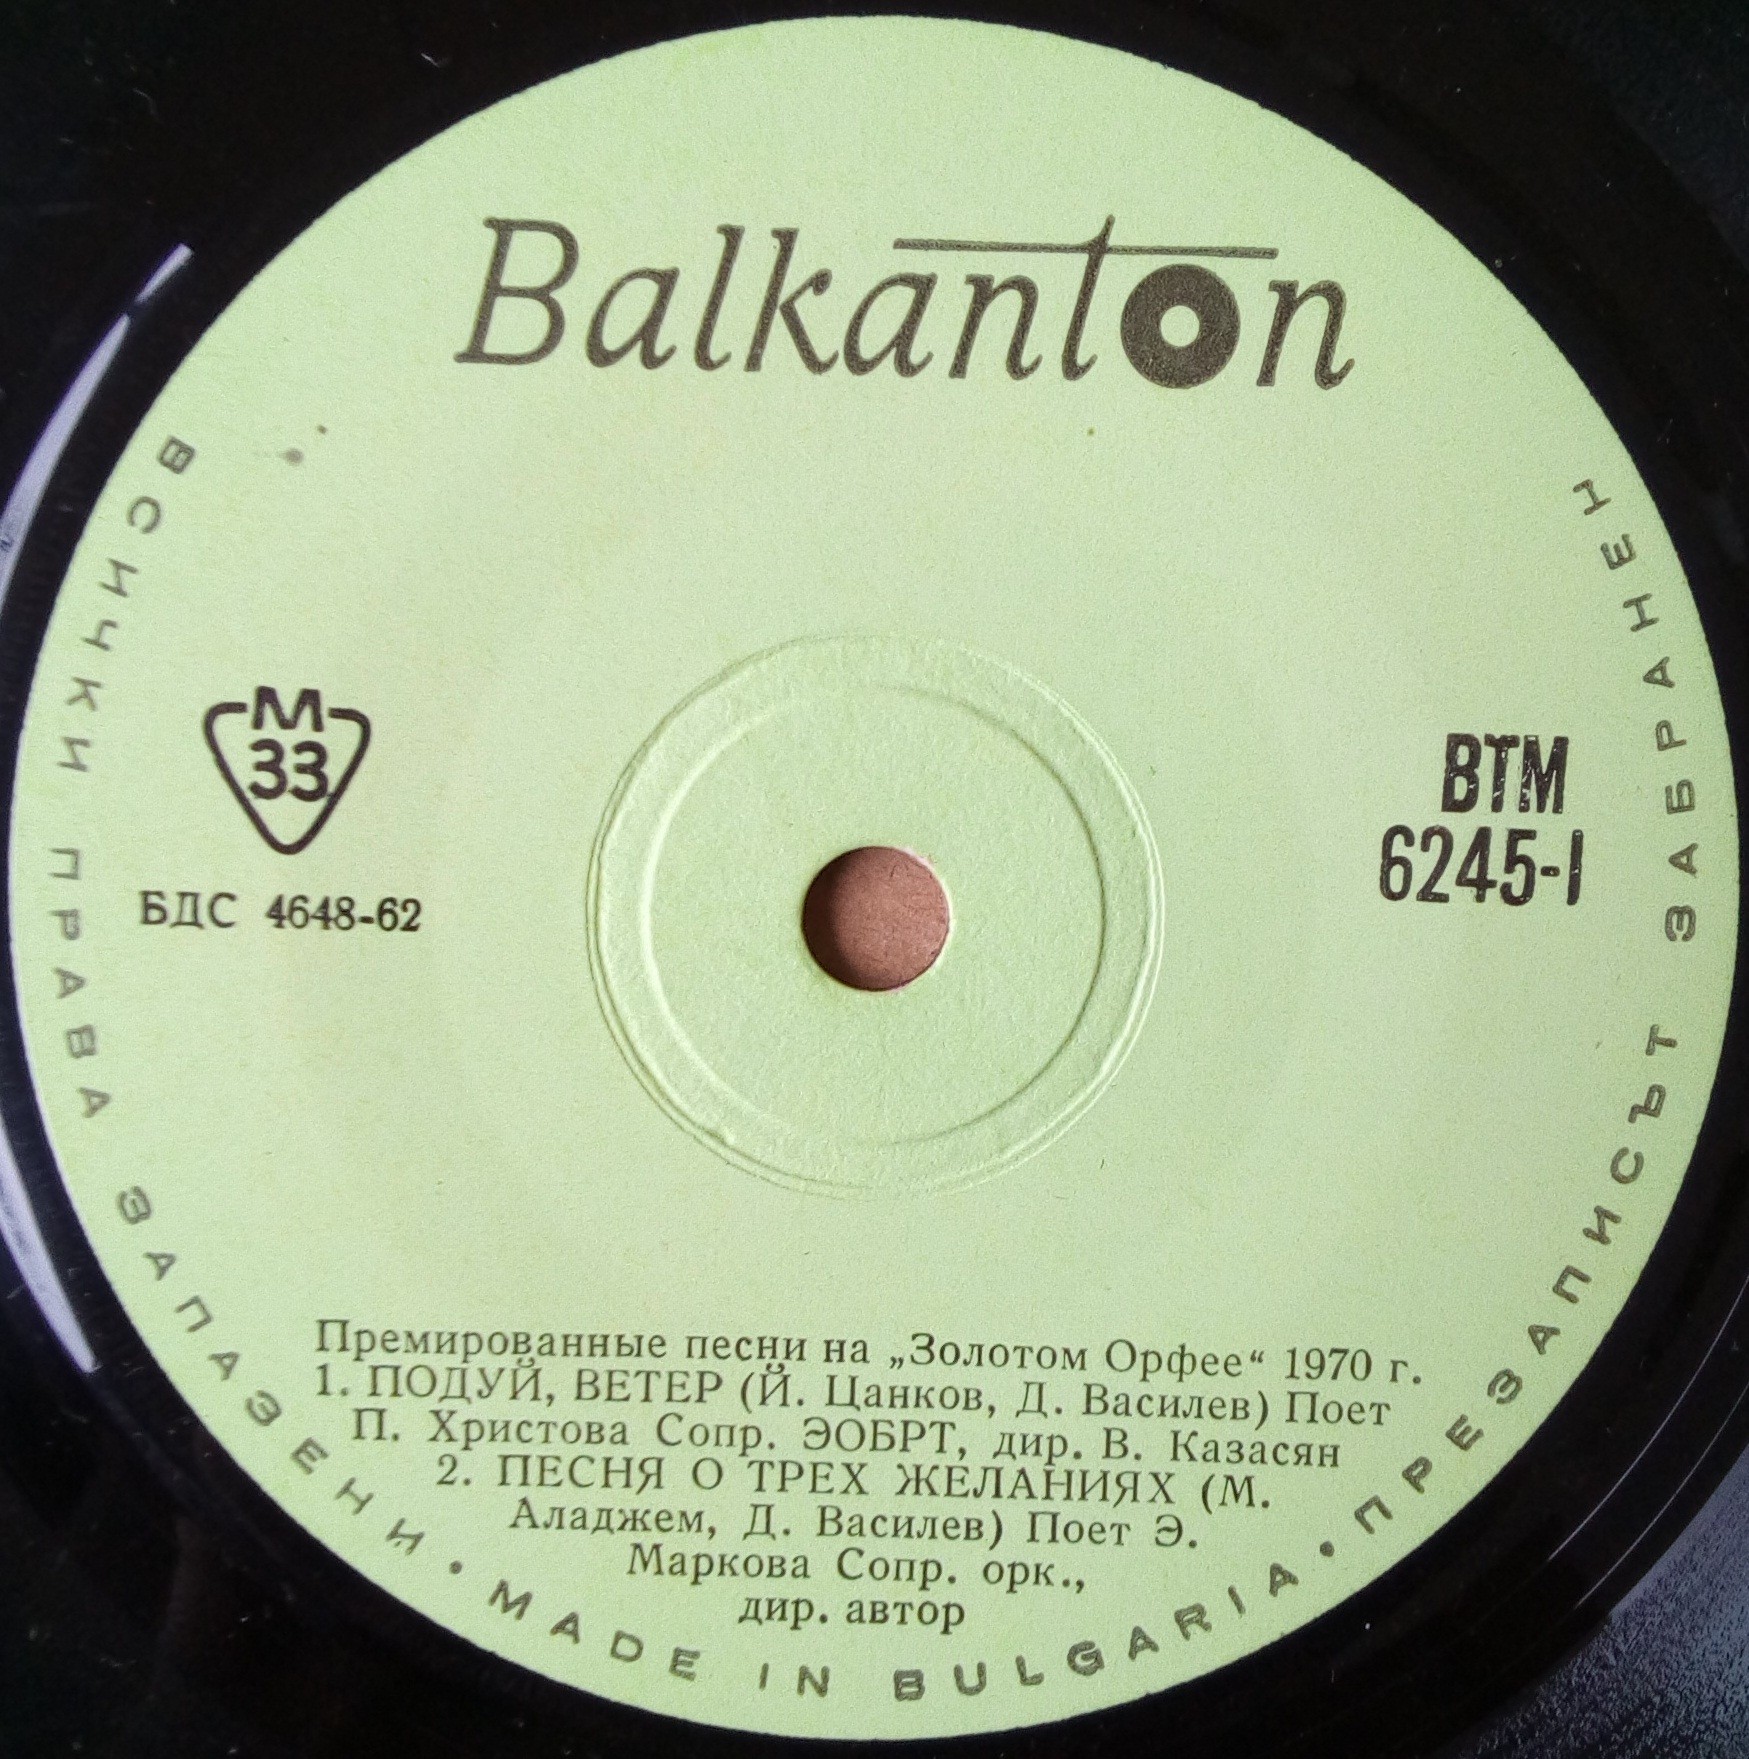 Balkanton
М
33
БДС 4648-62
ВТМ
6245-I
Премированные песни на „Золотом Орфее“ 1970 г.
1. ПОДУЙ, ВЕТЕР (Й. Цанков, Д. Василев) Поет
П. Христова Сопр. ЭОБРТ, дир. В. Казасян
2. ПЕСНЯ О ТРЕХ ЖЕЛАНИЯХ (М.
Аладжем, Д. Василев) Поет Э.
Маркова Сопр. орк.,
дир. автор
ВСИЧКИ ПРАВА ЗАПАЗЕНИ • MADE IN BULGARIA • ПРЕЗАПИСЪТ ЗАБРАНЕН